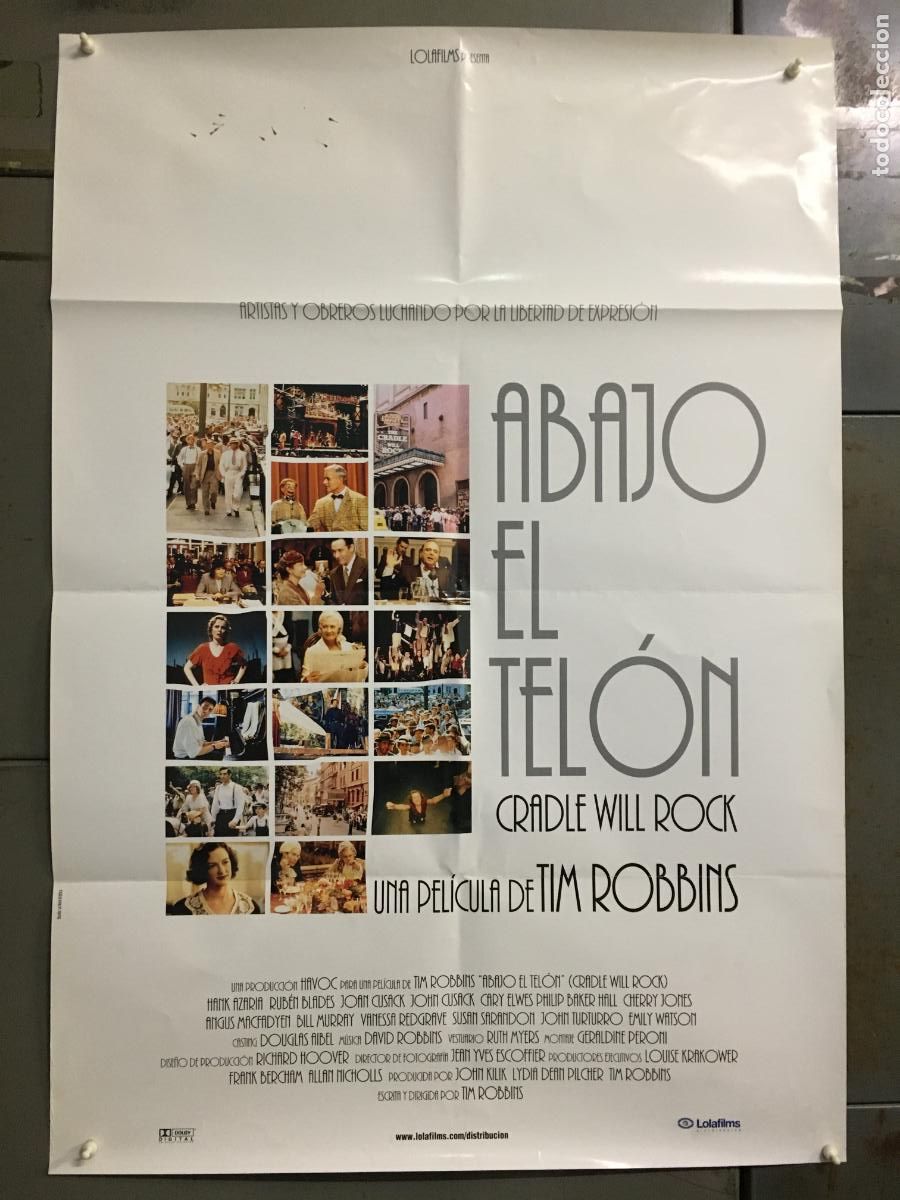 LOLAFILMS PRESENTA
todocoleccion
ARTISTAS Y OBREROS LUCHANDO POR LA LIBERTAD DE EXPRESIÓN
CRADLE
WILL
ROCK
ABAJO
EL
TELÓN
CRADLE WILL ROCK
UNA PELÍCULA DE TIM ROBBINS
UNA PRODUCCIÓN HAVOC PARA UNA PELÍCULA DE TIM ROBBINS "ABAJO EL TELÓN" (CRADLE WILL ROCK)
HANK AZARIA RUBÉN BLADES JOAN CUSACK JOHN CUSACK CARY ELWES PHILIP BAKER HALL CHERRY JONES
ANGUS MACFADYEN BILL MURRAY VANESSA REDGRAVE SUSAN SARANDON JOHN TURTURRO EMILY WATSON
CASTING DOUGLAS AIBEL MÚSICA DAVID ROBBINS VESTUARIO RUTH MYERS MONTAJE GERALDINE PERONI
DISEÑO DE PRODUCCIÓN RICHARD HOOVER DIRECTOR DE FOTOGRAFÍA JEAN YVES ESCOFFIER PRODUCTORES EJECUTIVOS LOUISE KRAKOWER
FRANK BERCHAM ALLAN NICHOLLS PRODUCIDA POR JOHN KILIK LYDIA DEAN PILCHER TIM ROBBINS
ESCRITA Y DIRIGIDA POR TIM ROBBINS
DOLBY
DIGITAL
www.lolafilms.com/distribucion
Lolafilms
DISTRIBUCIÓN